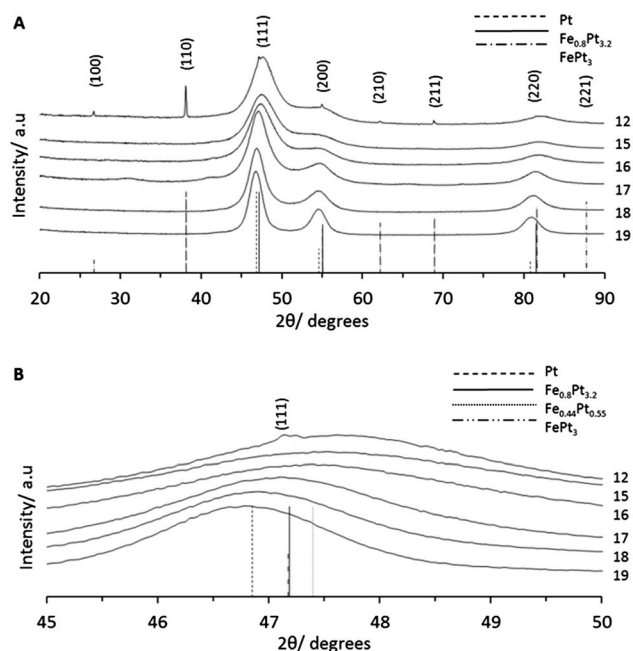 A
Pt
Fe₀.₈Pt₃.₂
FePt₃
(100)
(110)
(111)
(200)
(210)
(211)
(220)
(221)
12
15
16
17
18
19
Intensity/ a.u
20 30 40 50 60 70 80 90
2θ/ degrees
B
Pt
Fe₀.₈Pt₃.₂
Fe₀.₄₄Pt₀.₅₅
FePt₃
(111)
12
15
16
17
18
19
Intensity/ a.u
45 46 47 48 49 50
2θ/ degrees